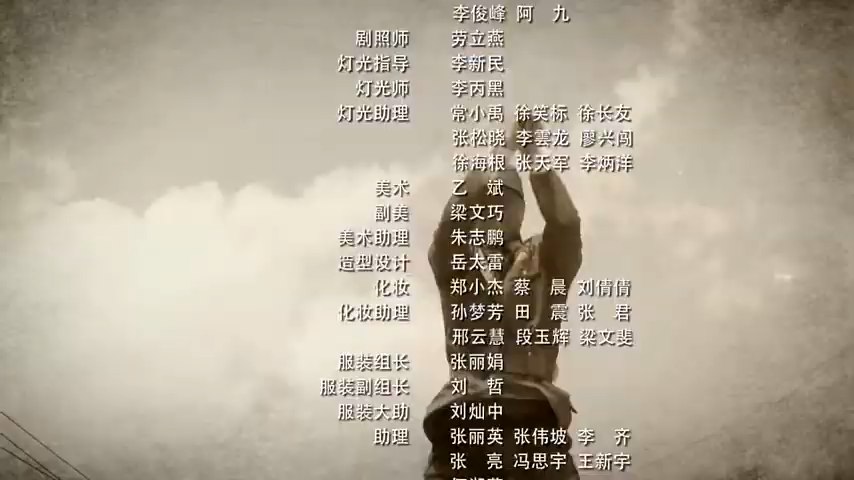 李俊峰 阿 九
剧照师 劳立燕
灯光指导 李新民
灯光师 李丙黑
灯光助理 常小禹 徐笑标 徐长友
张松晓 李雲龙 廖兴闯
徐海根 张天军 李炳洋
美术 乙 斌
副美 梁文巧
美术助理 朱志鹏
造型设计 岳太雷
化妆 郑小杰 蔡 晨 刘倩倩
化妆助理 孙梦芳 田 震 张 君
邢云慧 段玉辉 梁文斐
服装组长 张丽娟
服装副组长 刘 哲
服装大助 刘灿中
助理 张丽英 张伟坡 李 齐
张 亮 冯思宇 王新宇